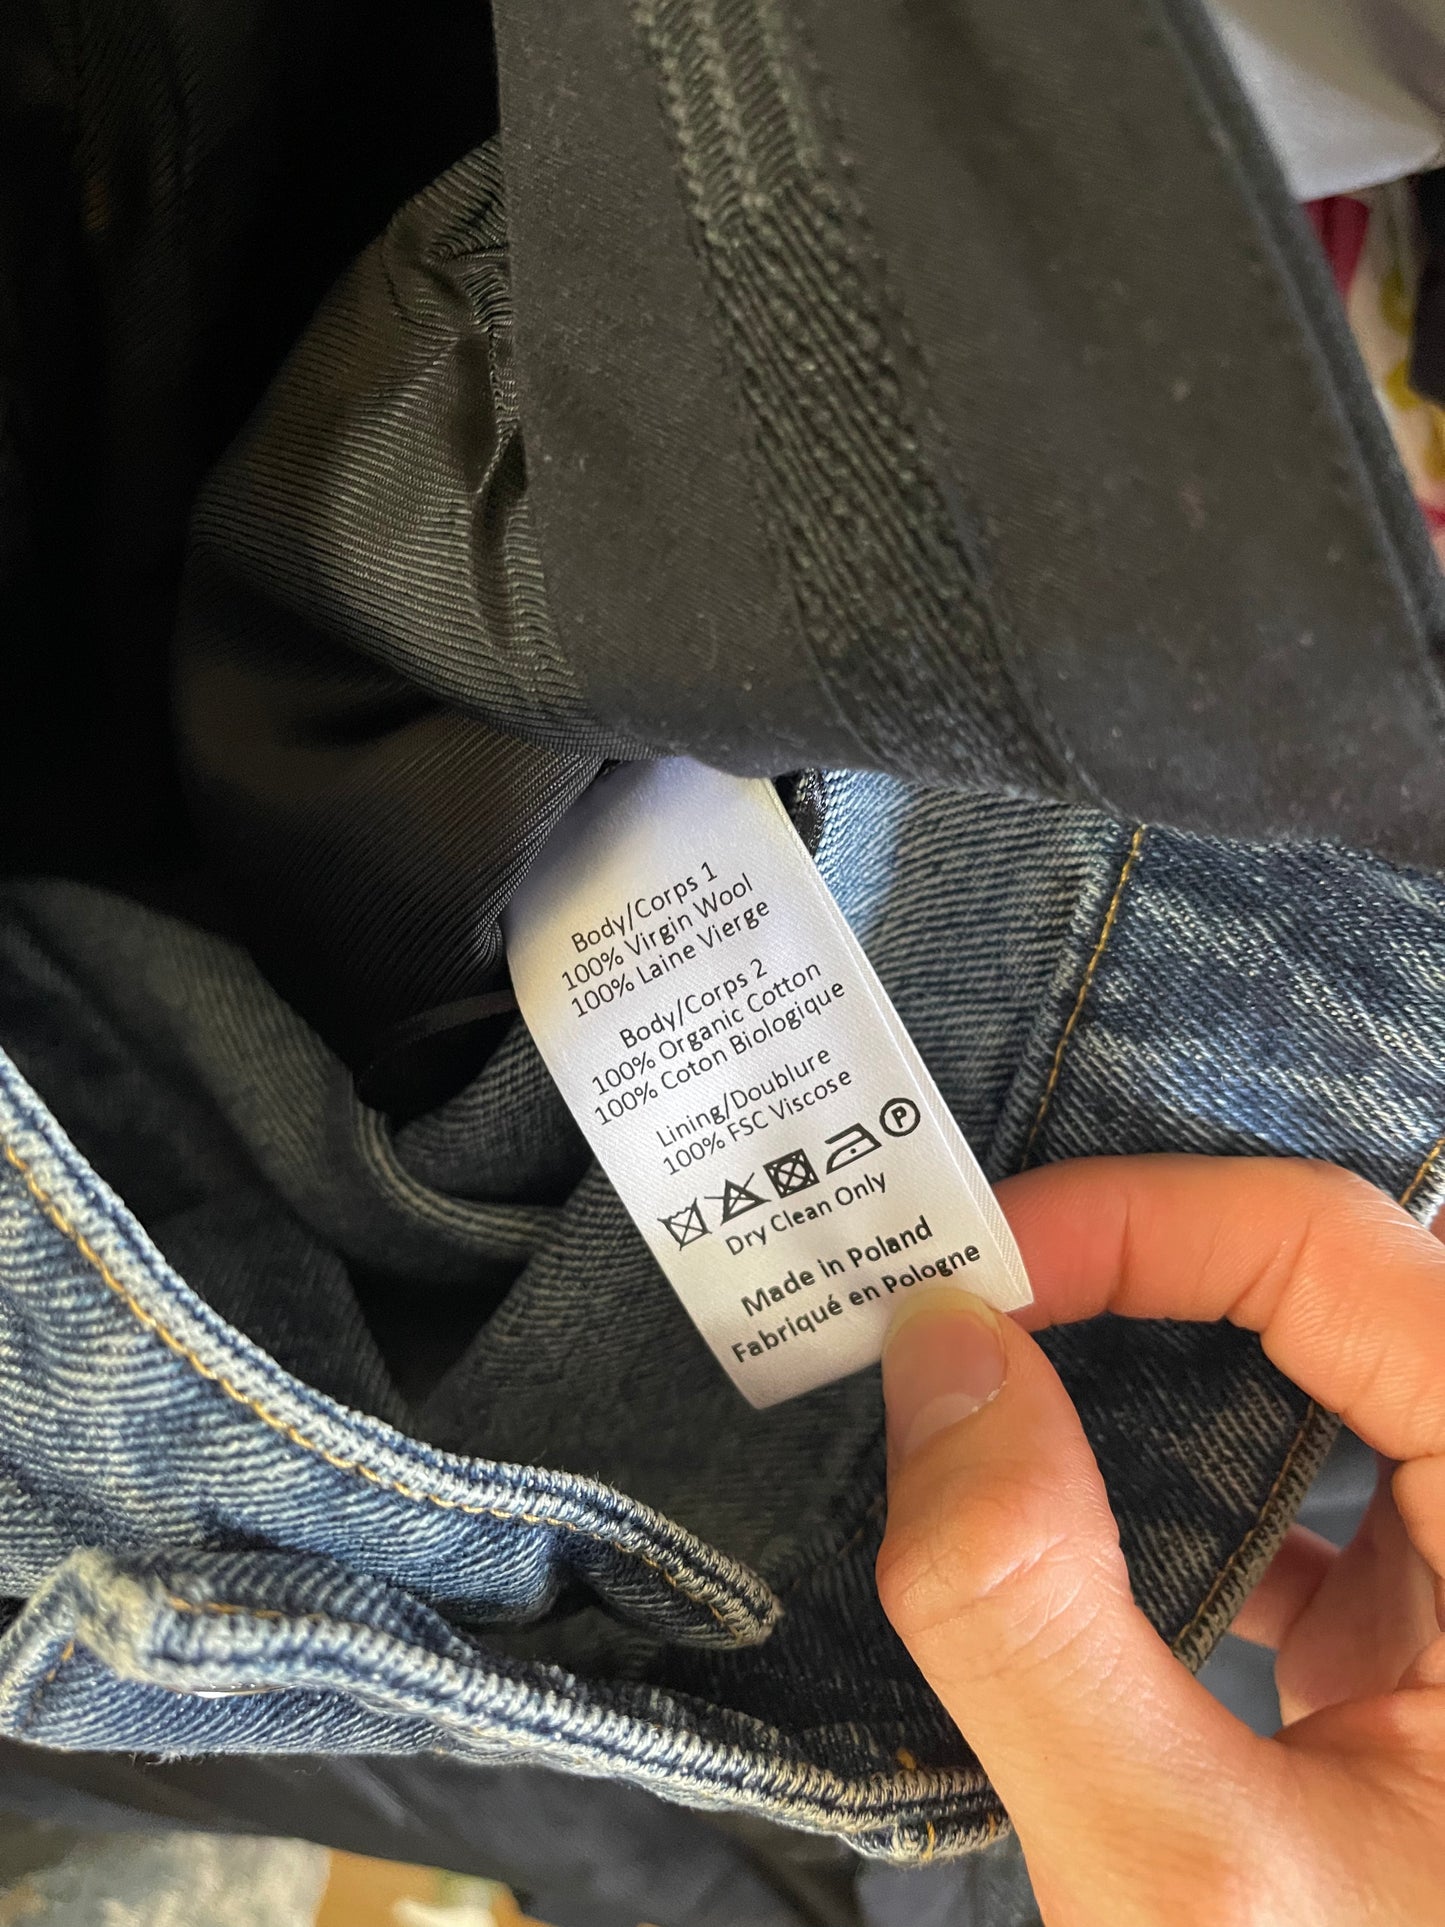 Body/Corps 1
100% Virgin Wool
100% Laine Vierge
Body/Corps 2
100% Organic Cotton
100% Coton BiologIque
Lining/Doublure
100% FSC Viscose
P
Dry Clean Only
Made in Poland
Fabriqué en Pologne